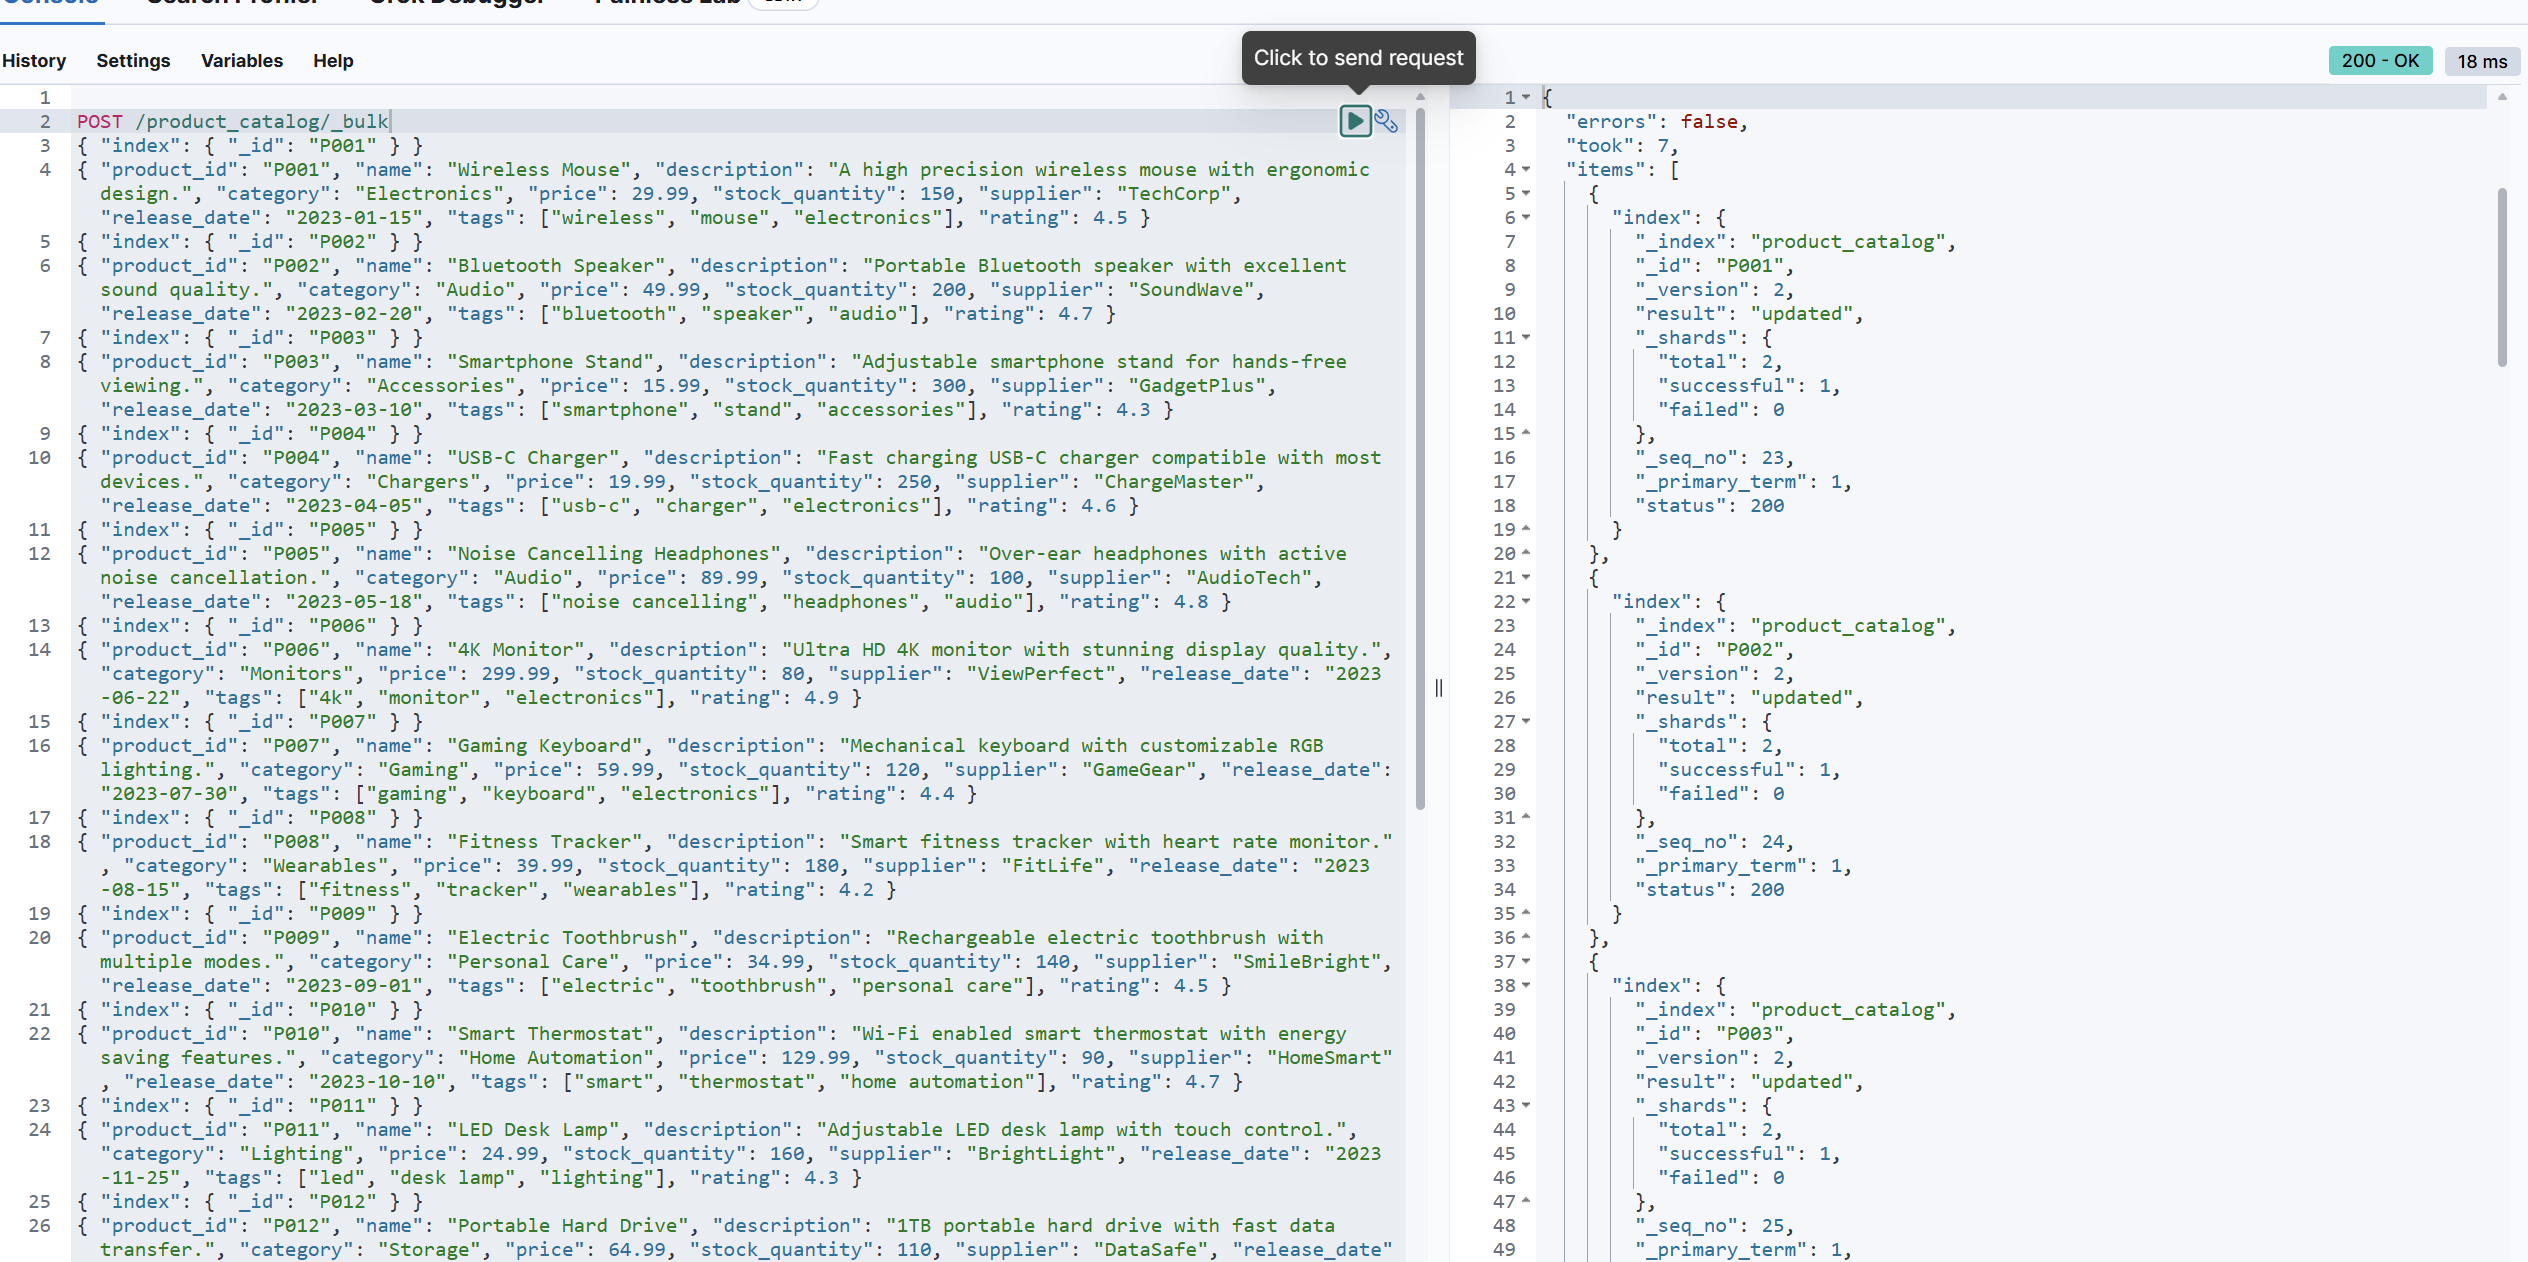 Console Search Profiler Grok Debugger Painless Lab BETA
Click to send request
History Settings Variables Help
200 - OK 18 ms
1
2 POST /product_catalog/_bulk
3 { "index": { "_id": "P001" } }
4 { "product_id": "P001", "name": "Wireless Mouse", "description": "A high precision wireless mouse with ergonomic
design.", "category": "Electronics", "price": 29.99, "stock_quantity": 150, "supplier": "TechCorp",
"release_date": "2023-01-15", "tags": ["wireless", "mouse", "electronics"], "rating": 4.5 }
5 { "index": { "_id": "P002" } }
6 { "product_id": "P002", "name": "Bluetooth Speaker", "description": "Portable Bluetooth speaker with excellent
sound quality.", "category": "Audio", "price": 49.99, "stock_quantity": 200, "supplier": "SoundWave",
"release_date": "2023-02-20", "tags": ["bluetooth", "speaker", "audio"], "rating": 4.7 }
7 { "index": { "_id": "P003" } }
8 { "product_id": "P003", "name": "Smartphone Stand", "description": "Adjustable smartphone stand for hands-free
viewing.", "category": "Accessories", "price": 15.99, "stock_quantity": 300, "supplier": "GadgetPlus",
"release_date": "2023-03-10", "tags": ["smartphone", "stand", "accessories"], "rating": 4.3 }
9 { "index": { "_id": "P004" } }
10 { "product_id": "P004", "name": "USB-C Charger", "description": "Fast charging USB-C charger compatible with most
devices.", "category": "Chargers", "price": 19.99, "stock_quantity": 250, "supplier": "ChargeMaster",
"release_date": "2023-04-05", "tags": ["usb-c", "charger", "electronics"], "rating": 4.6 }
11 { "index": { "_id": "P005" } }
12 { "product_id": "P005", "name": "Noise Cancelling Headphones", "description": "Over-ear headphones with active
noise cancellation.", "category": "Audio", "price": 89.99, "stock_quantity": 100, "supplier": "AudioTech",
"release_date": "2023-05-18", "tags": ["noise cancelling", "headphones", "audio"], "rating": 4.8 }
13 { "index": { "_id": "P006" } }
14 { "product_id": "P006", "name": "4K Monitor", "description": "Ultra HD 4K monitor with stunning display quality.",
"category": "Monitors", "price": 299.99, "stock_quantity": 80, "supplier": "ViewPerfect", "release_date": "2023
-06-22", "tags": ["4k", "monitor", "electronics"], "rating": 4.9 }
15 { "index": { "_id": "P007" } }
16 { "product_id": "P007", "name": "Gaming Keyboard", "description": "Mechanical keyboard with customizable RGB
lighting.", "category": "Gaming", "price": 59.99, "stock_quantity": 120, "supplier": "GameGear", "release_date":
"2023-07-30", "tags": ["gaming", "keyboard", "electronics"], "rating": 4.4 }
17 { "index": { "_id": "P008" } }
18 { "product_id": "P008", "name": "Fitness Tracker", "description": "Smart fitness tracker with heart rate monitor."
, "category": "Wearables", "price": 39.99, "stock_quantity": 180, "supplier": "FitLife", "release_date": "2023
-08-15", "tags": ["fitness", "tracker", "wearables"], "rating": 4.2 }
19 { "index": { "_id": "P009" } }
20 { "product_id": "P009", "name": "Electric Toothbrush", "description": "Rechargeable electric toothbrush with
multiple modes.", "category": "Personal Care", "price": 34.99, "stock_quantity": 140, "supplier": "SmileBright",
"release_date": "2023-09-01", "tags": ["electric", "toothbrush", "personal care"], "rating": 4.5 }
21 { "index": { "_id": "P010" } }
22 { "product_id": "P010", "name": "Smart Thermostat", "description": "Wi-Fi enabled smart thermostat with energy
saving features.", "category": "Home Automation", "price": 129.99, "stock_quantity": 90, "supplier": "HomeSmart"
, "release_date": "2023-10-10", "tags": ["smart", "thermostat", "home automation"], "rating": 4.7 }
23 { "index": { "_id": "P011" } }
24 { "product_id": "P011", "name": "LED Desk Lamp", "description": "Adjustable LED desk lamp with touch control.",
"category": "Lighting", "price": 24.99, "stock_quantity": 160, "supplier": "BrightLight", "release_date": "2023
-11-25", "tags": ["led", "desk lamp", "lighting"], "rating": 4.3 }
25 { "index": { "_id": "P012" } }
26 { "product_id": "P012", "name": "Portable Hard Drive", "description": "1TB portable hard drive with fast data
transfer.", "category": "Storage", "price": 64.99, "stock_quantity": 110, "supplier": "DataSafe", "release_date"
1 {
2 "errors": false,
3 "took": 7,
4 "items": [
5 {
6 "index": {
7 "_index": "product_catalog",
8 "_id": "P001",
9 "_version": 2,
10 "result": "updated",
11 "_shards": {
12 "total": 2,
13 "successful": 1,
14 "failed": 0
15 },
16 "_seq_no": 23,
17 "_primary_term": 1,
18 "status": 200
19 }
20 },
21 {
22 "index": {
23 "_index": "product_catalog",
24 "_id": "P002",
25 "_version": 2,
26 "result": "updated",
27 "_shards": {
28 "total": 2,
29 "successful": 1,
30 "failed": 0
31 },
32 "_seq_no": 24,
33 "_primary_term": 1,
34 "status": 200
35 }
36 },
37 {
38 "index": {
39 "_index": "product_catalog",
40 "_id": "P003",
41 "_version": 2,
42 "result": "updated",
43 "_shards": {
44 "total": 2,
45 "successful": 1,
46 "failed": 0
47 },
48 "_seq_no": 25,
49 "_primary_term": 1,